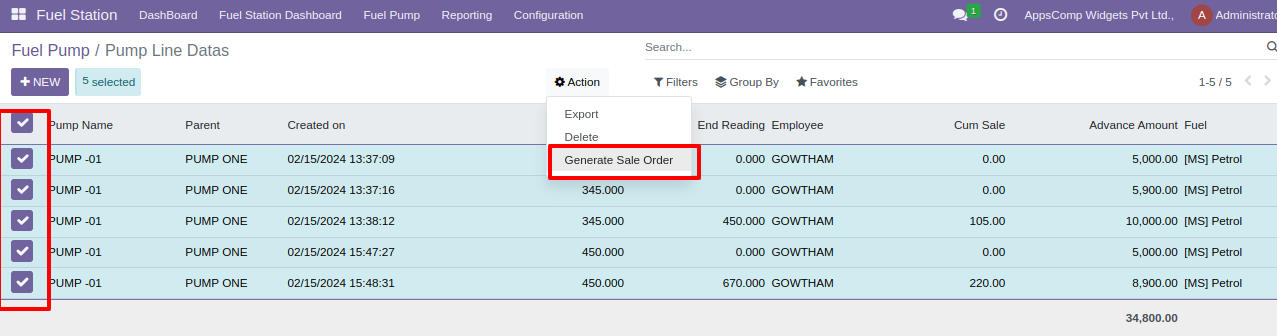 Fuel Station DashBoard Fuel Station Dashboard Fuel Pump Reporting Configuration 1 AppsComp Widgets Pvt Ltd., A Administrator
Fuel Pump / Pump Line Datas Search...
+ NEW 5 selected Action Filters Group By Favorites 1-5 / 5
Export
Delete
Generate Sale Order
Pump Name Parent Created on End Reading Employee Cum Sale Advance Amount Fuel
PUMP -01 PUMP ONE 02/15/2024 13:37:09 0.000 GOWTHAM 0.00 5,000.00 [MS] Petrol
PUMP -01 PUMP ONE 02/15/2024 13:37:16 345.000 0.000 GOWTHAM 0.00 5,900.00 [MS] Petrol
PUMP -01 PUMP ONE 02/15/2024 13:38:12 345.000 450.000 GOWTHAM 105.00 10,000.00 [MS] Petrol
PUMP -01 PUMP ONE 02/15/2024 15:47:27 450.000 0.000 GOWTHAM 0.00 5,000.00 [MS] Petrol
PUMP -01 PUMP ONE 02/15/2024 15:48:31 450.000 670.000 GOWTHAM 220.00 8,900.00 [MS] Petrol
34,800.00